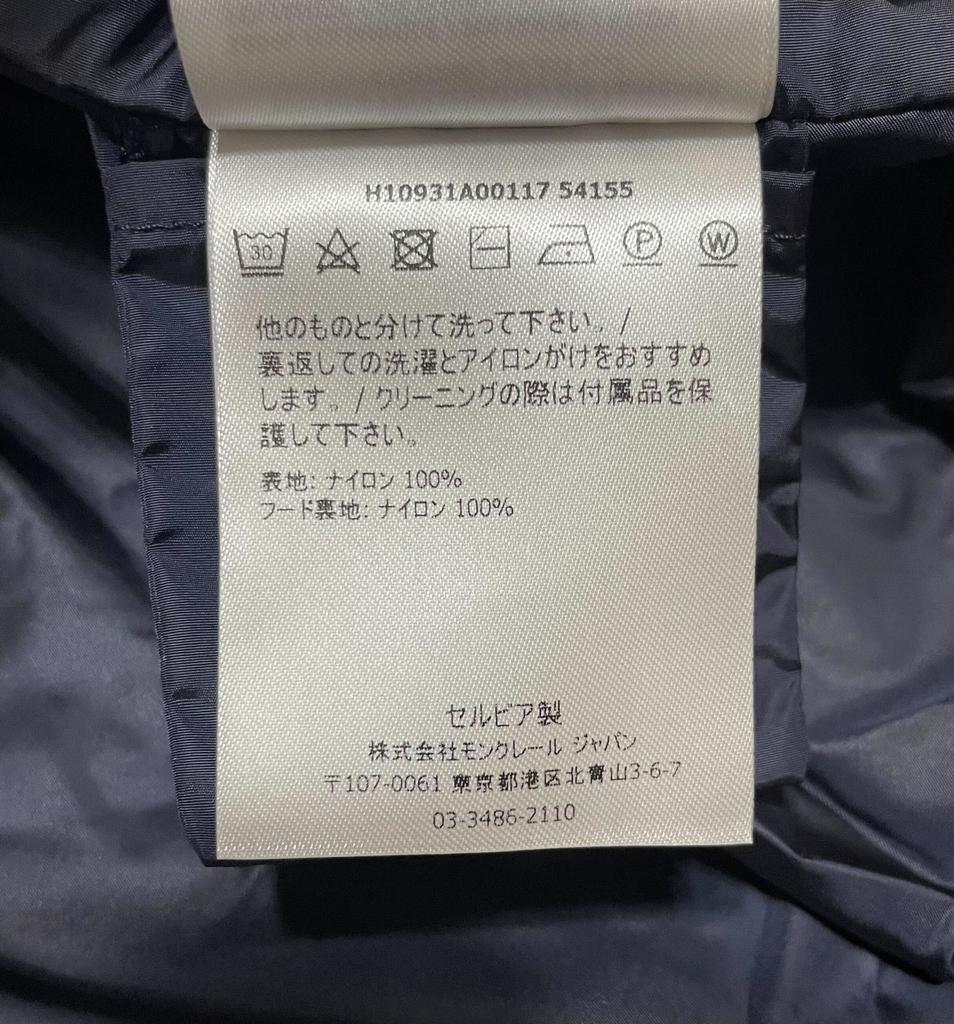 H10931A00117 54155
30
P
W
他のものと分けて洗って下さい。/
裏返しての洗濯とアイロンがけをおすすめ
します。/ クリーニングの際は付属品を保
護して下さい。
表地: ナイロン 100%
フード裏地: ナイロン 100%
セルビア製
株式会社モンクレール ジャパン
〒107-0061 東京都港区北青山3-6-7
03-3486-2110